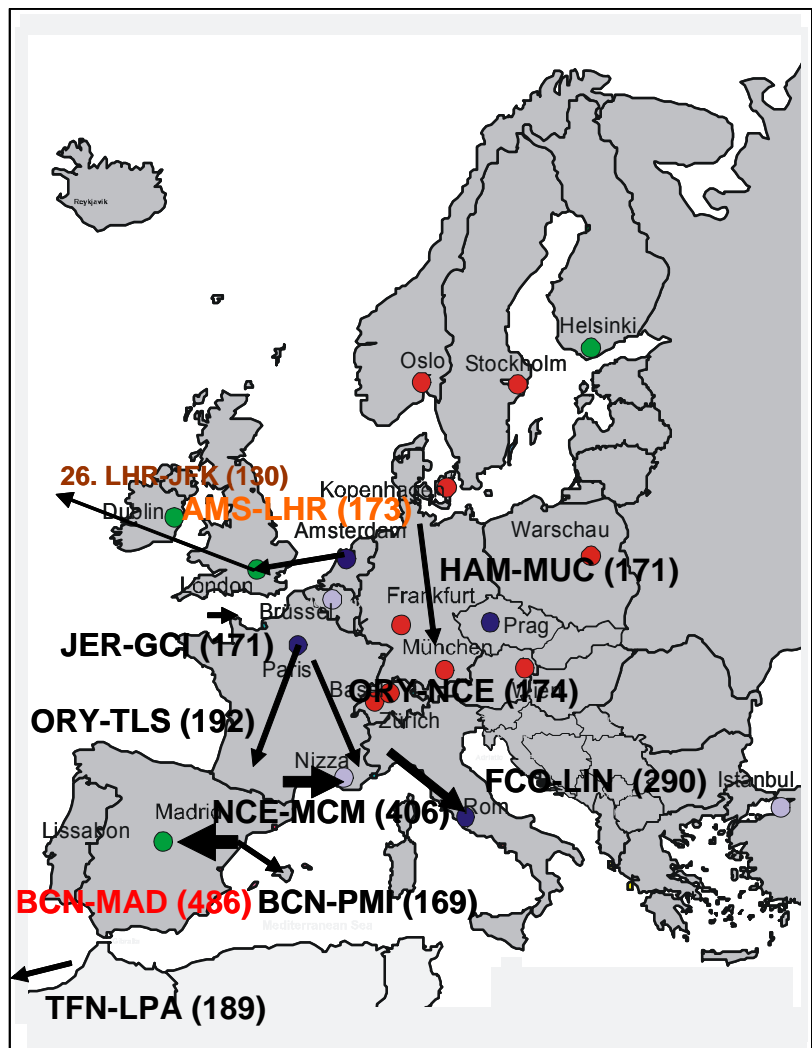 Reykjavik
Helsinki
Oslo
Stockholm
26. LHR-JFK (130)
Kopenhagen
Dublin
AMS-LHR (173)
Amsterdam
Warschau
HAM-MUC (171)
London
Frankfurt
Brüssel
Prag
JER-GCI (171)
München
Paris
ORY-NCE (174)
Wien
Zürich
ORY-TLS (192)
Nizza
FCO-LIN (290)
Istanbul
Madrid
NCE-MCM (406)
Rom
Lissabon
BCN-MAD (486)
BCN-PMI (169)
Mediterranean Sea
TFN-LPA (189)